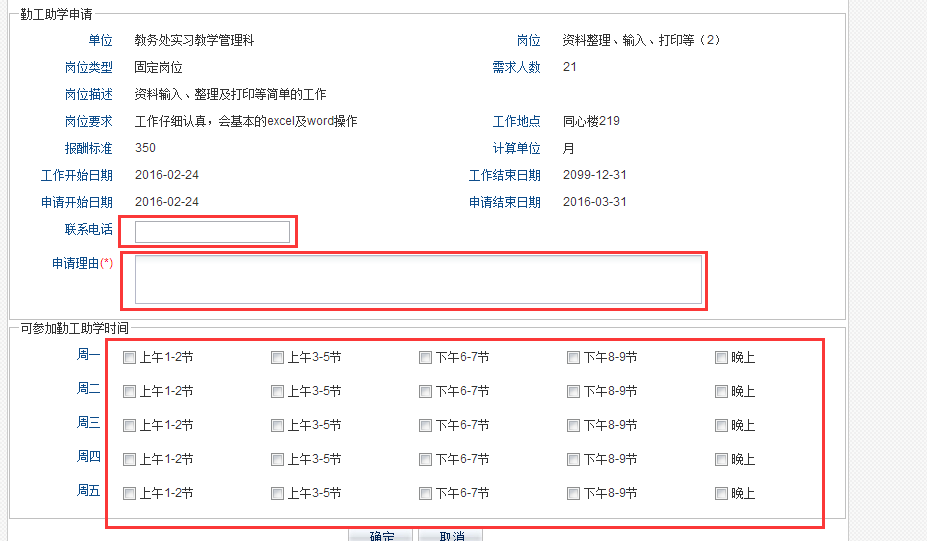 勤工助学申请
单位 教务处实习教学管理科 岗位 资料整理、输入、打印等（2）
岗位类型 固定岗位 需求人数 21
岗位描述 资料输入、整理及打印等简单的工作
岗位要求 工作仔细认真，会基本的excel及word操作 工作地点 同心楼219
报酬标准 350 计算单位 月
工作开始日期 2016-02-24 工作结束日期 2099-12-31
申请开始日期 2016-02-24 申请结束日期 2016-03-31
联系电话
申请理由(*)
可参加勤工助学时间
周一 上午1-2节 上午3-5节 下午6-7节 下午8-9节 晚上
周二 上午1-2节 上午3-5节 下午6-7节 下午8-9节 晚上
周三 上午1-2节 上午3-5节 下午6-7节 下午8-9节 晚上
周四 上午1-2节 上午3-5节 下午6-7节 下午8-9节 晚上
周五 上午1-2节 上午3-5节 下午6-7节 下午8-9节 晚上
确定 取消